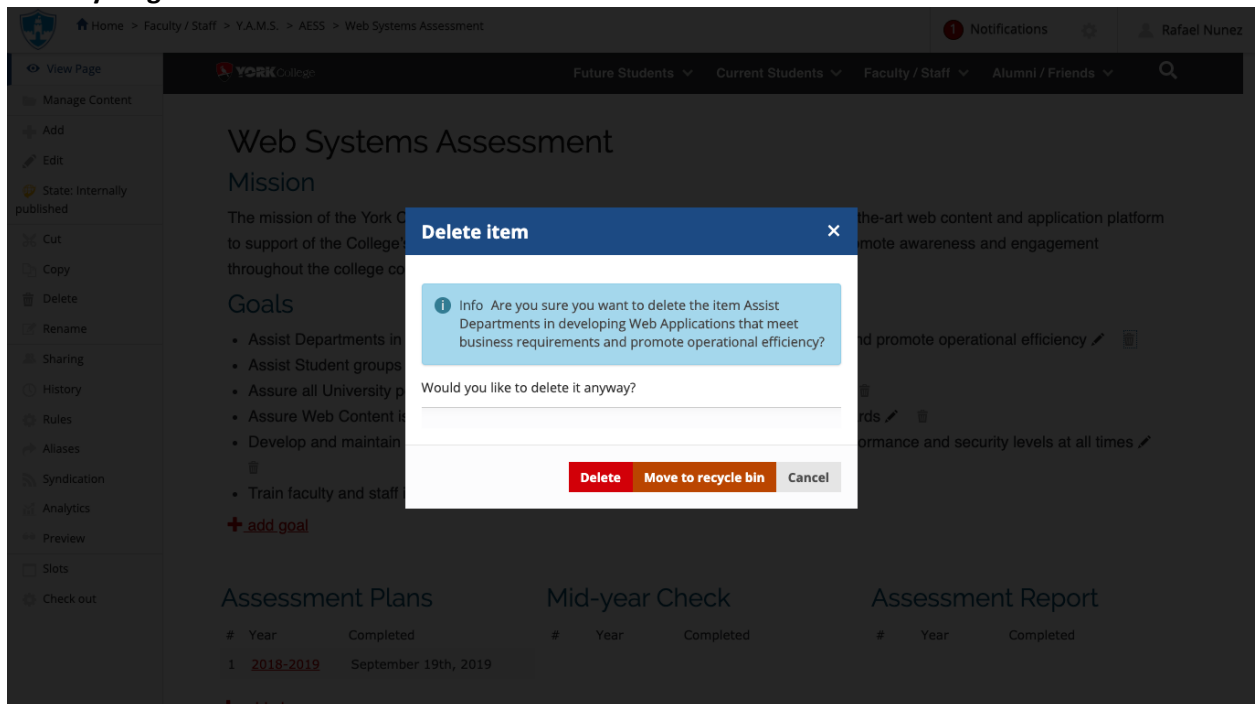 Home > Faculty / Staff > Y.A.M.S. > AESS > Web Systems Assessment
1 Notifications
Rafael Nunez
View Page
Manage Content
Add
Edit
State: Internally
published
Cut
Copy
Delete
Rename
Sharing
History
Rules
Aliases
Syndication
Analytics
Preview
Slots
Check out
YORK College
Future Students
Current Students
Faculty / Staff
Alumni / Friends
Web Systems Assessment
Mission
The mission of the York C
the-art web content and application platform
to support of the College's
mote awareness and engagement
throughout the college co
Goals
• Assist Departments in
nd promote operational efficiency
• Assist Student groups
• Assure all University p
• Assure Web Content is
rds
• Develop and maintain
ormance and security levels at all times
• Train faculty and staff i
add goal
Delete item ×
Info Are you sure you want to delete the item Assist
Departments in developing Web Applications that meet
business requirements and promote operational efficiency?
Would you like to delete it anyway?
Delete
Move to recycle bin
Cancel
Assessment Plans
# Year Completed
1 2018-2019 September 19th, 2019
Mid-year Check
# Year Completed
Assessment Report
# Year Completed